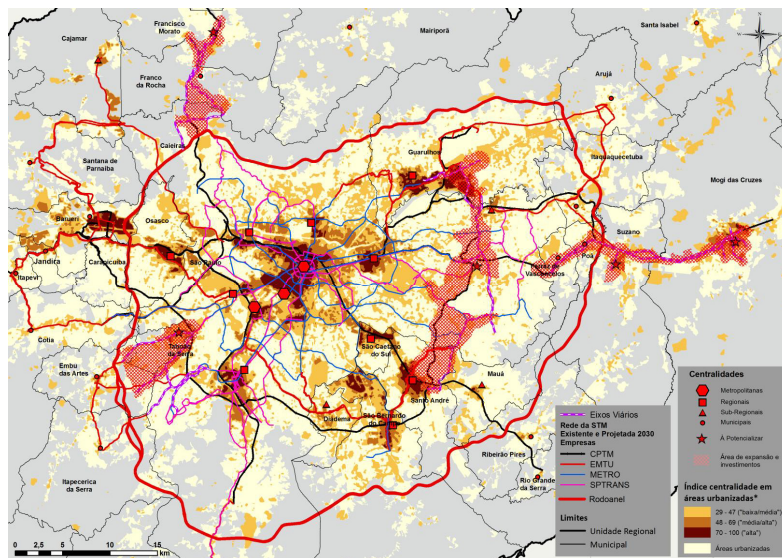 Francisco
Morato
Cajamar
Mairiporã
Santa Isabel
Franco
da Rocha
Arujá
Caieiras
Guarulhos
Santana de
Parnaíba
Itaquaquecetuba
Mogi das Cruzes
Barueri
Osasco
Suzano
Jandira
Carapicuíba
São Paulo
Poá
Ferraz de
Vasconcelos
Itapevi
Cotia
Taboão
da Serra
São Caetano
do Sul
Embu
das Artes
Mauá
Santo André
Diadema
São Bernardo
do Campo
Ribeirão Pires
Itapecerica
da Serra
Rio Grande
da Serra
Centralidades
Metropolitanas
Regionais
Sub-Regionais
Municipais
À Potencializar
Área de expansão e
investimentos
Índice centralidade em
áreas urbanizadas*
29 - 47 ("baixa/média")
48 - 69 ("média/alta")
70 - 100 ("alta")
Áreas urbanizadas
Eixos Viários
Rede da STM
Existente e Projetada 2030
Empresas
CPTM
EMTU
METRO
SPTRANS
Rodoanel
Limites
Unidade Regional
Municipal
0 2,5 5 10 15
km